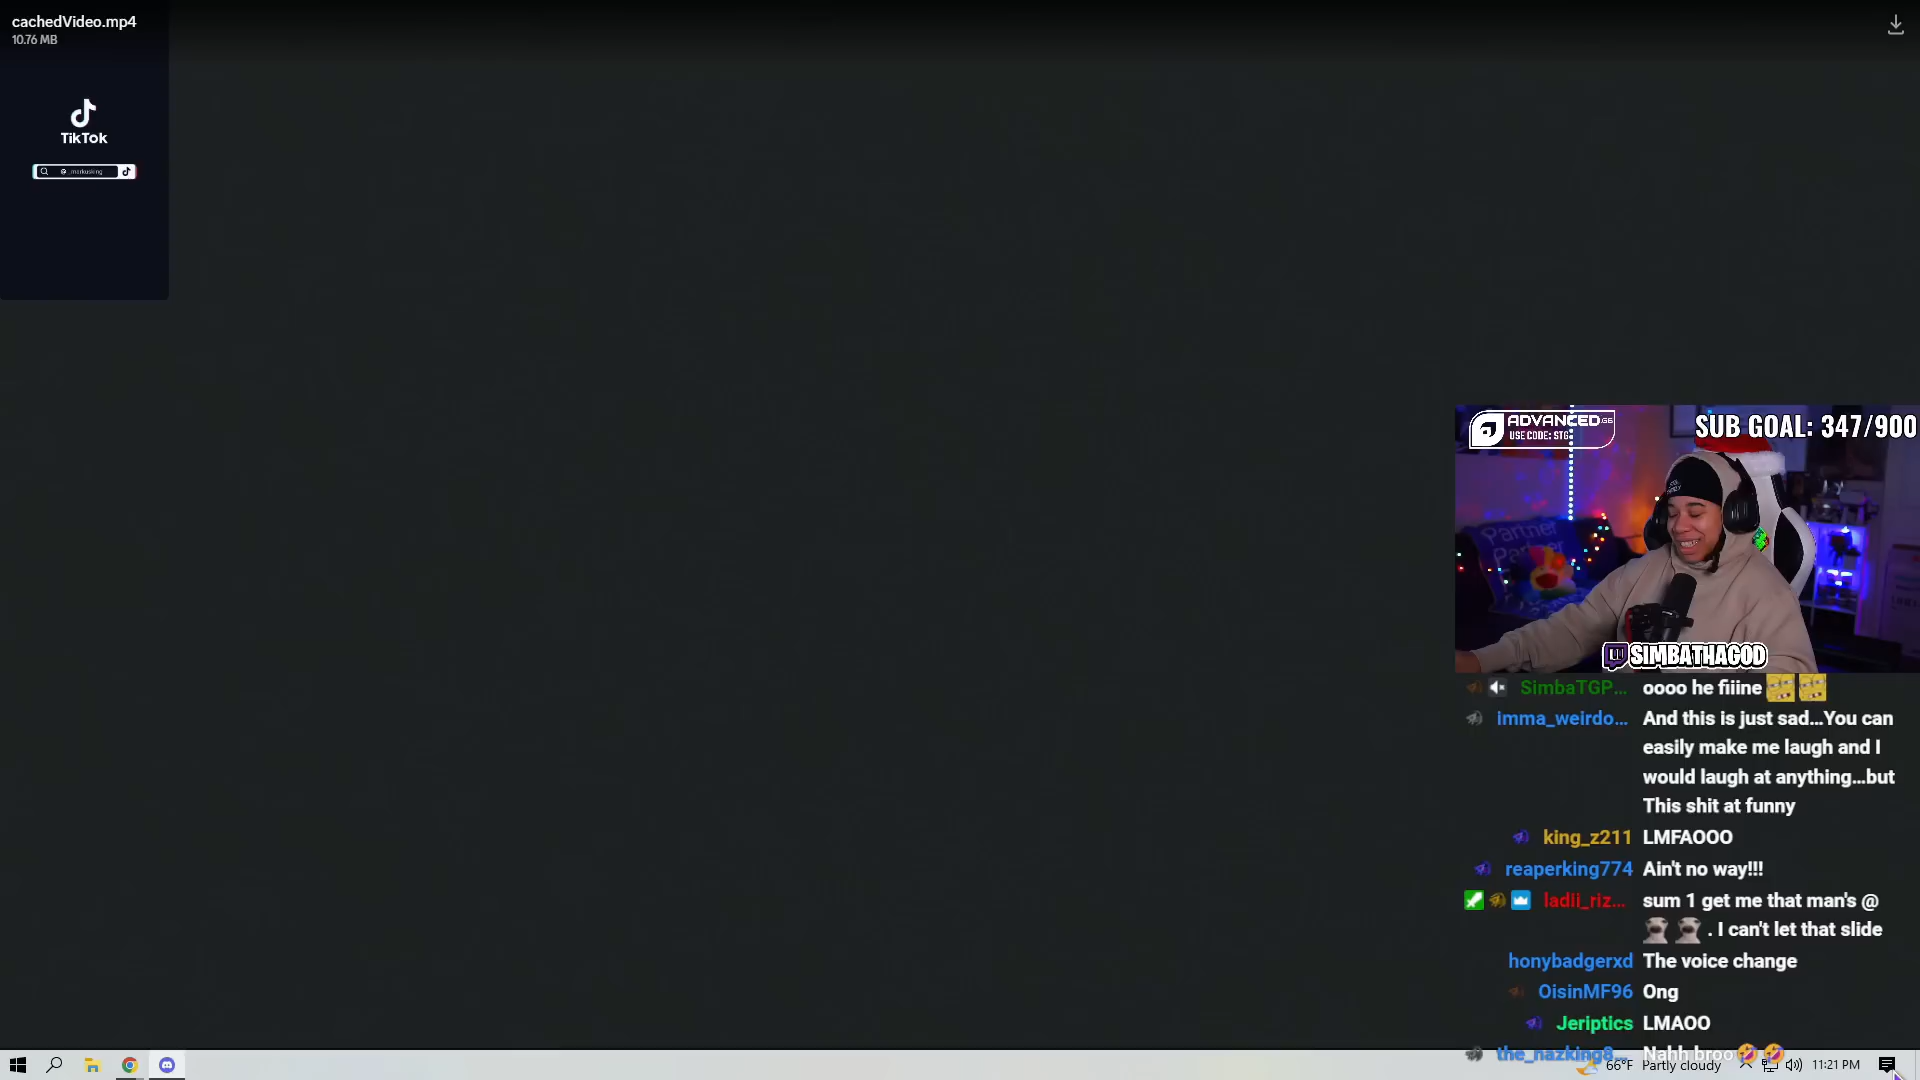 cachedVideo.mp4
10.76 MB
TikTok
ADVANCED.GG
USE CODE: STG
SUB GOAL: 347/900
Partner
SIMBATHAGOD
SimbaTGP... oooo he fiiine
imma_weirdo... And this is just sad...You can
easily make me laugh and I
would laugh at anything...but
This shit at funny
king_z211 LMFAOOO
reaperking774 Ain't no way!!!
ladii_riz... sum 1 get me that man's @
. I can't let that slide
honybadgerxd The voice change
OisinMF96 Ong
Jeriptics LMAOO
the_nazking8... Nahh broo
66°F Partly cloudy 11:21 PM